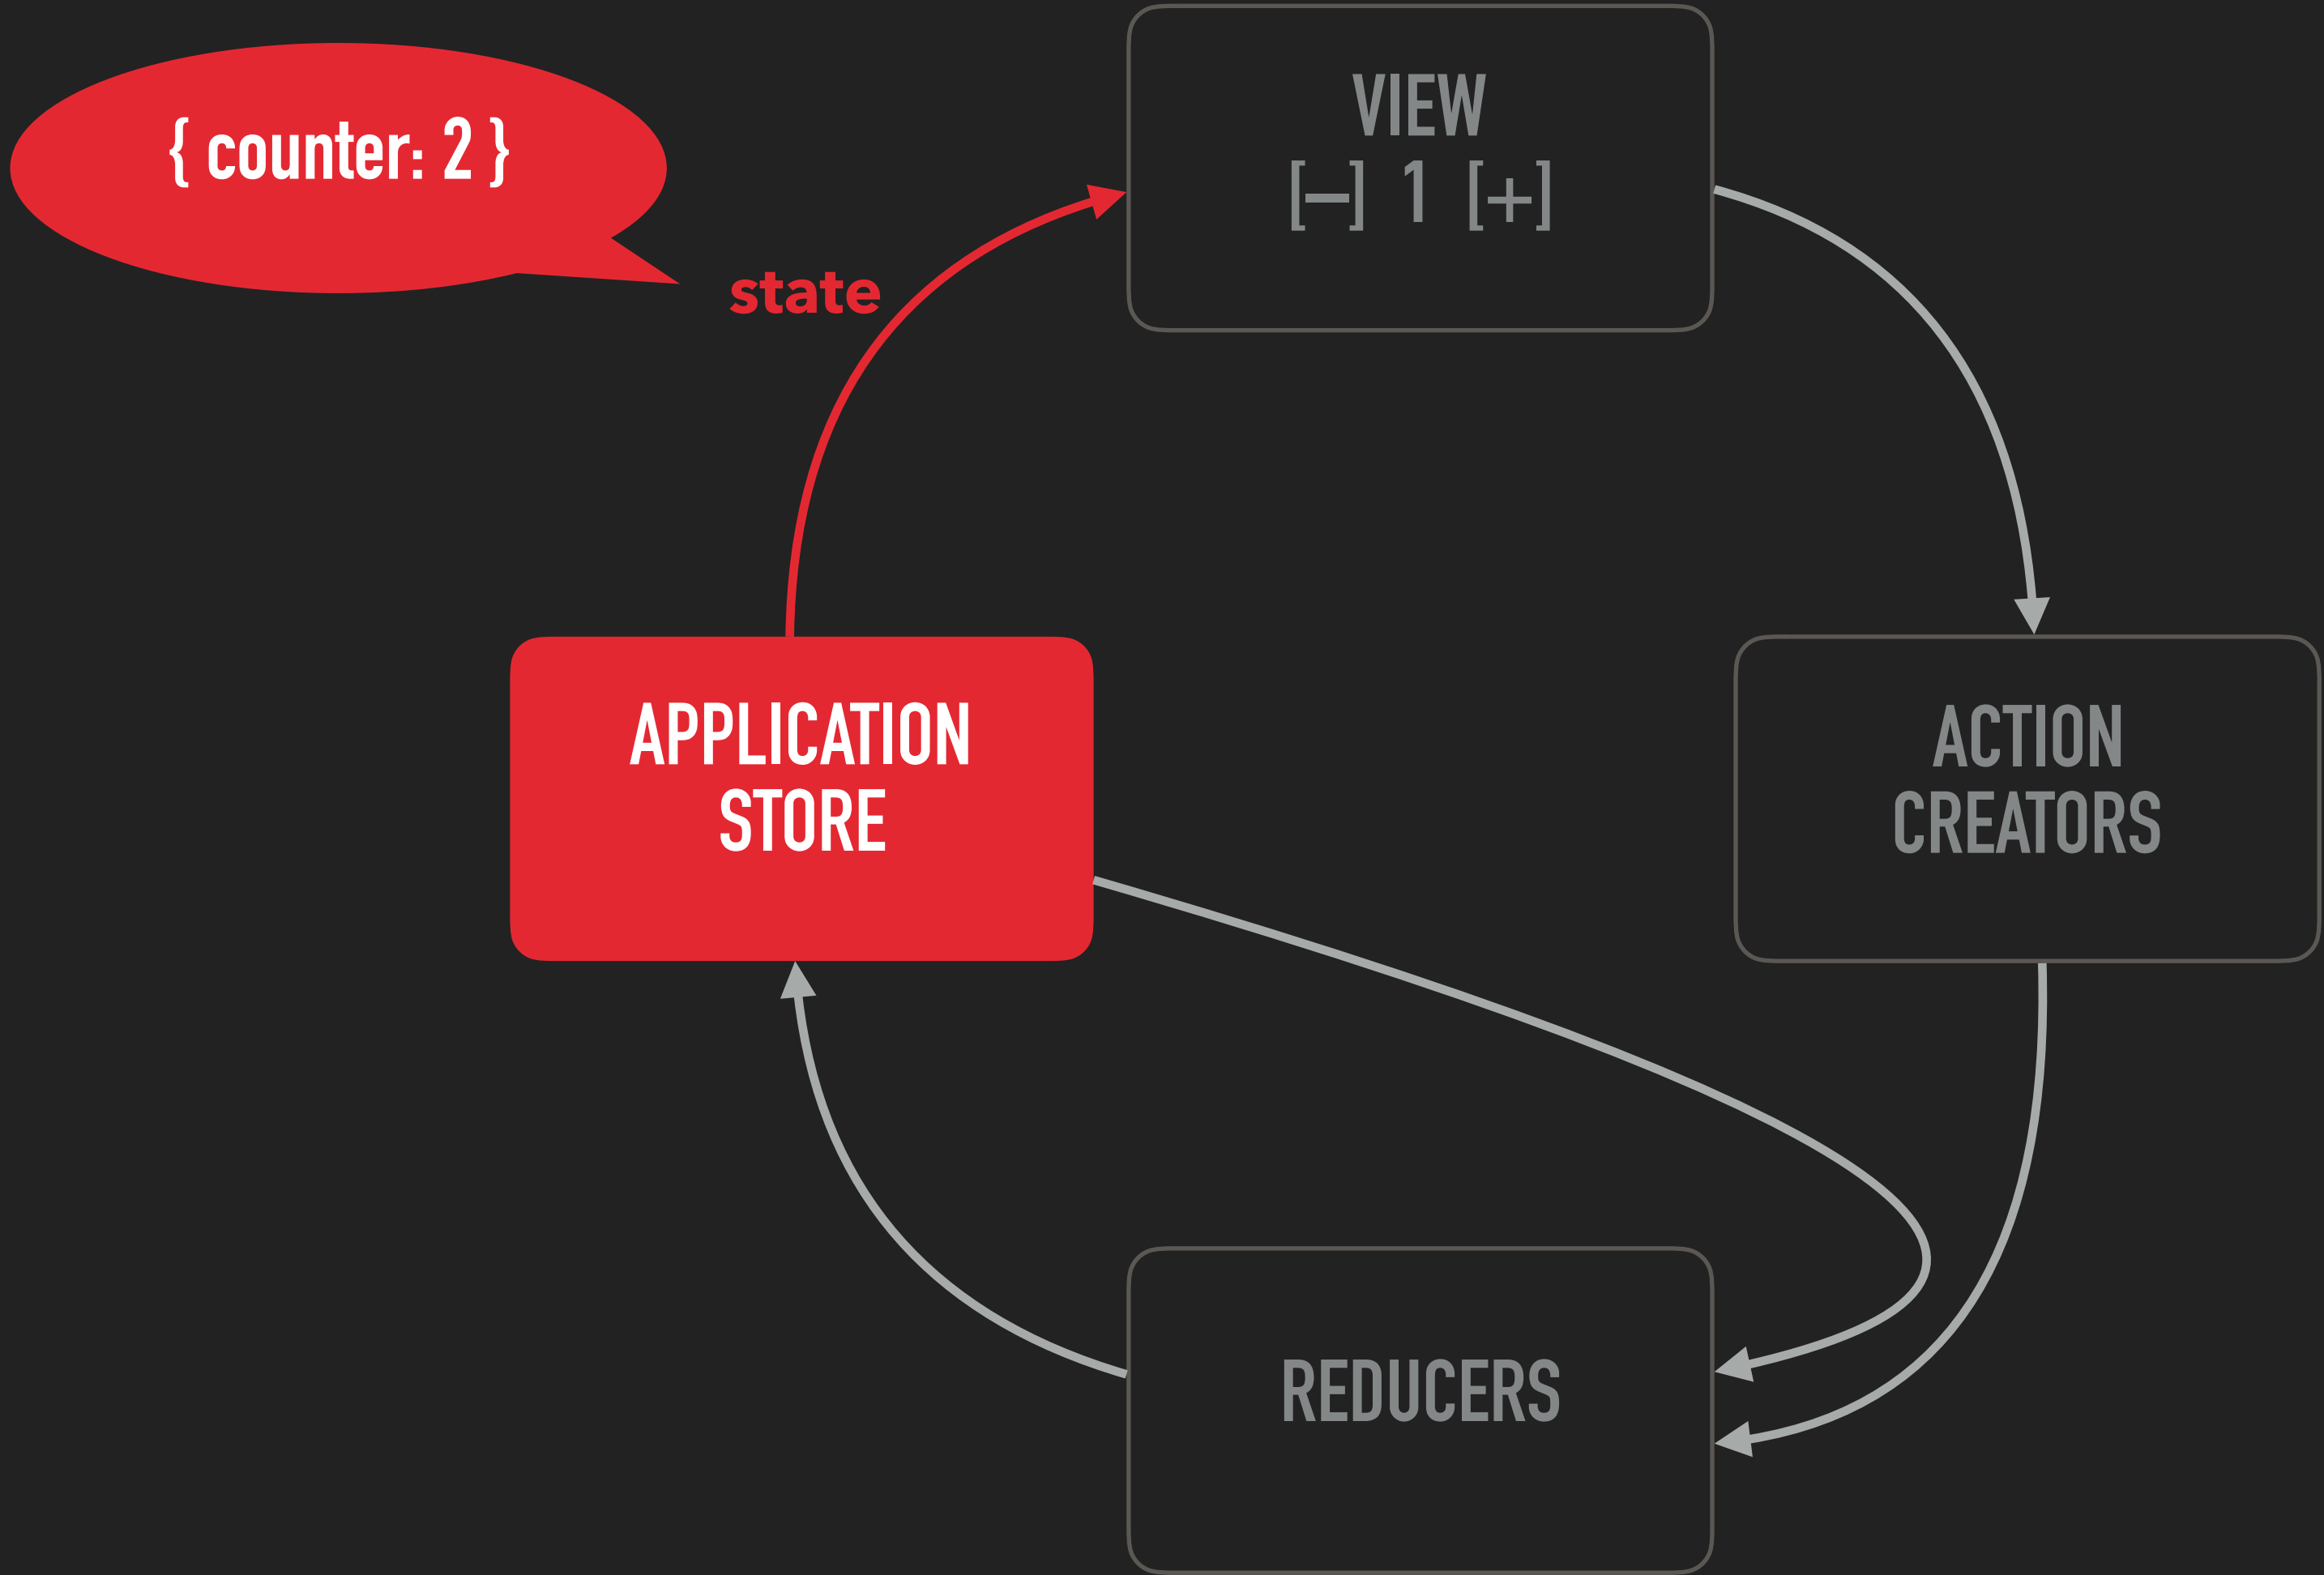 { counter: 2 }
VIEW
[–] 1 [+]
state
APPLICATION
STORE
ACTION
CREATORS
REDUCERS